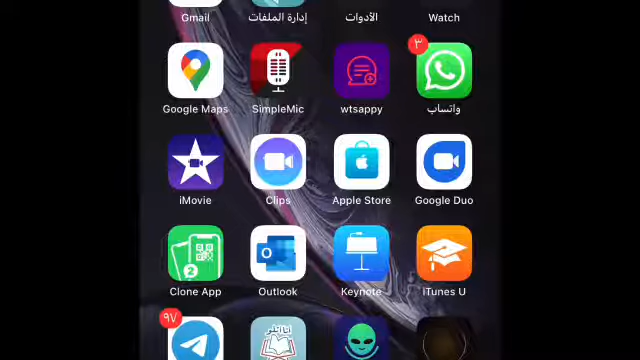 Gmail
إدارة الملفات
الأدوات
Watch
٣
Google Maps
SimpleMic
wtsappy
واتساب
iMovie
Clips
Apple Store
Google Duo
Clone App
Outlook
Keynote
iTunes U
٩٧